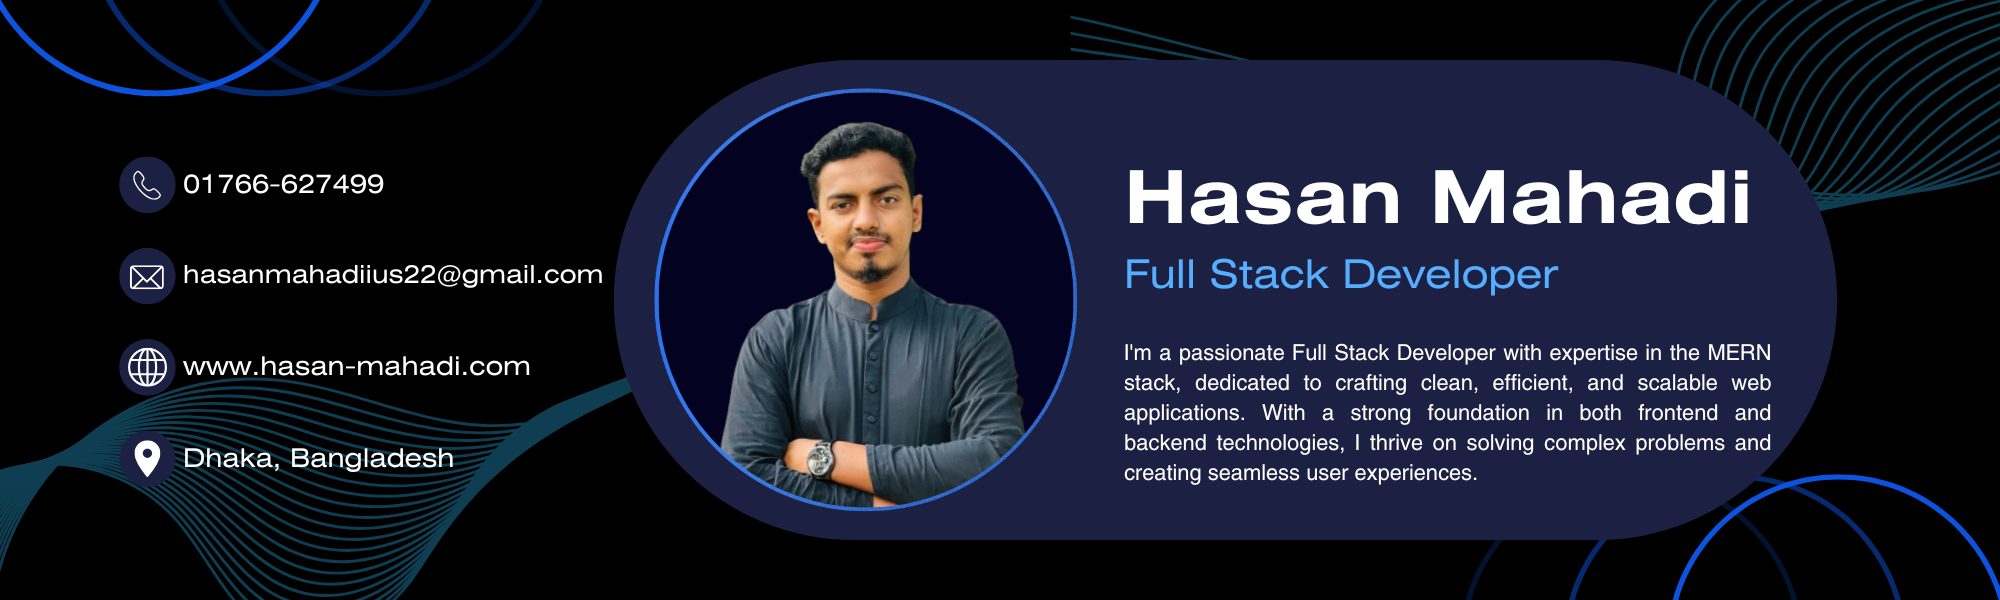 01766-627499
hasanmahadiius22@gmail.com
www.hasan-mahadi.com
Dhaka, Bangladesh
Hasan Mahadi
Full Stack Developer
I'm a passionate Full Stack Developer with expertise in the MERN
stack, dedicated to crafting clean, efficient, and scalable web
applications. With a strong foundation in both frontend and
backend technologies, I thrive on solving complex problems and
creating seamless user experiences.